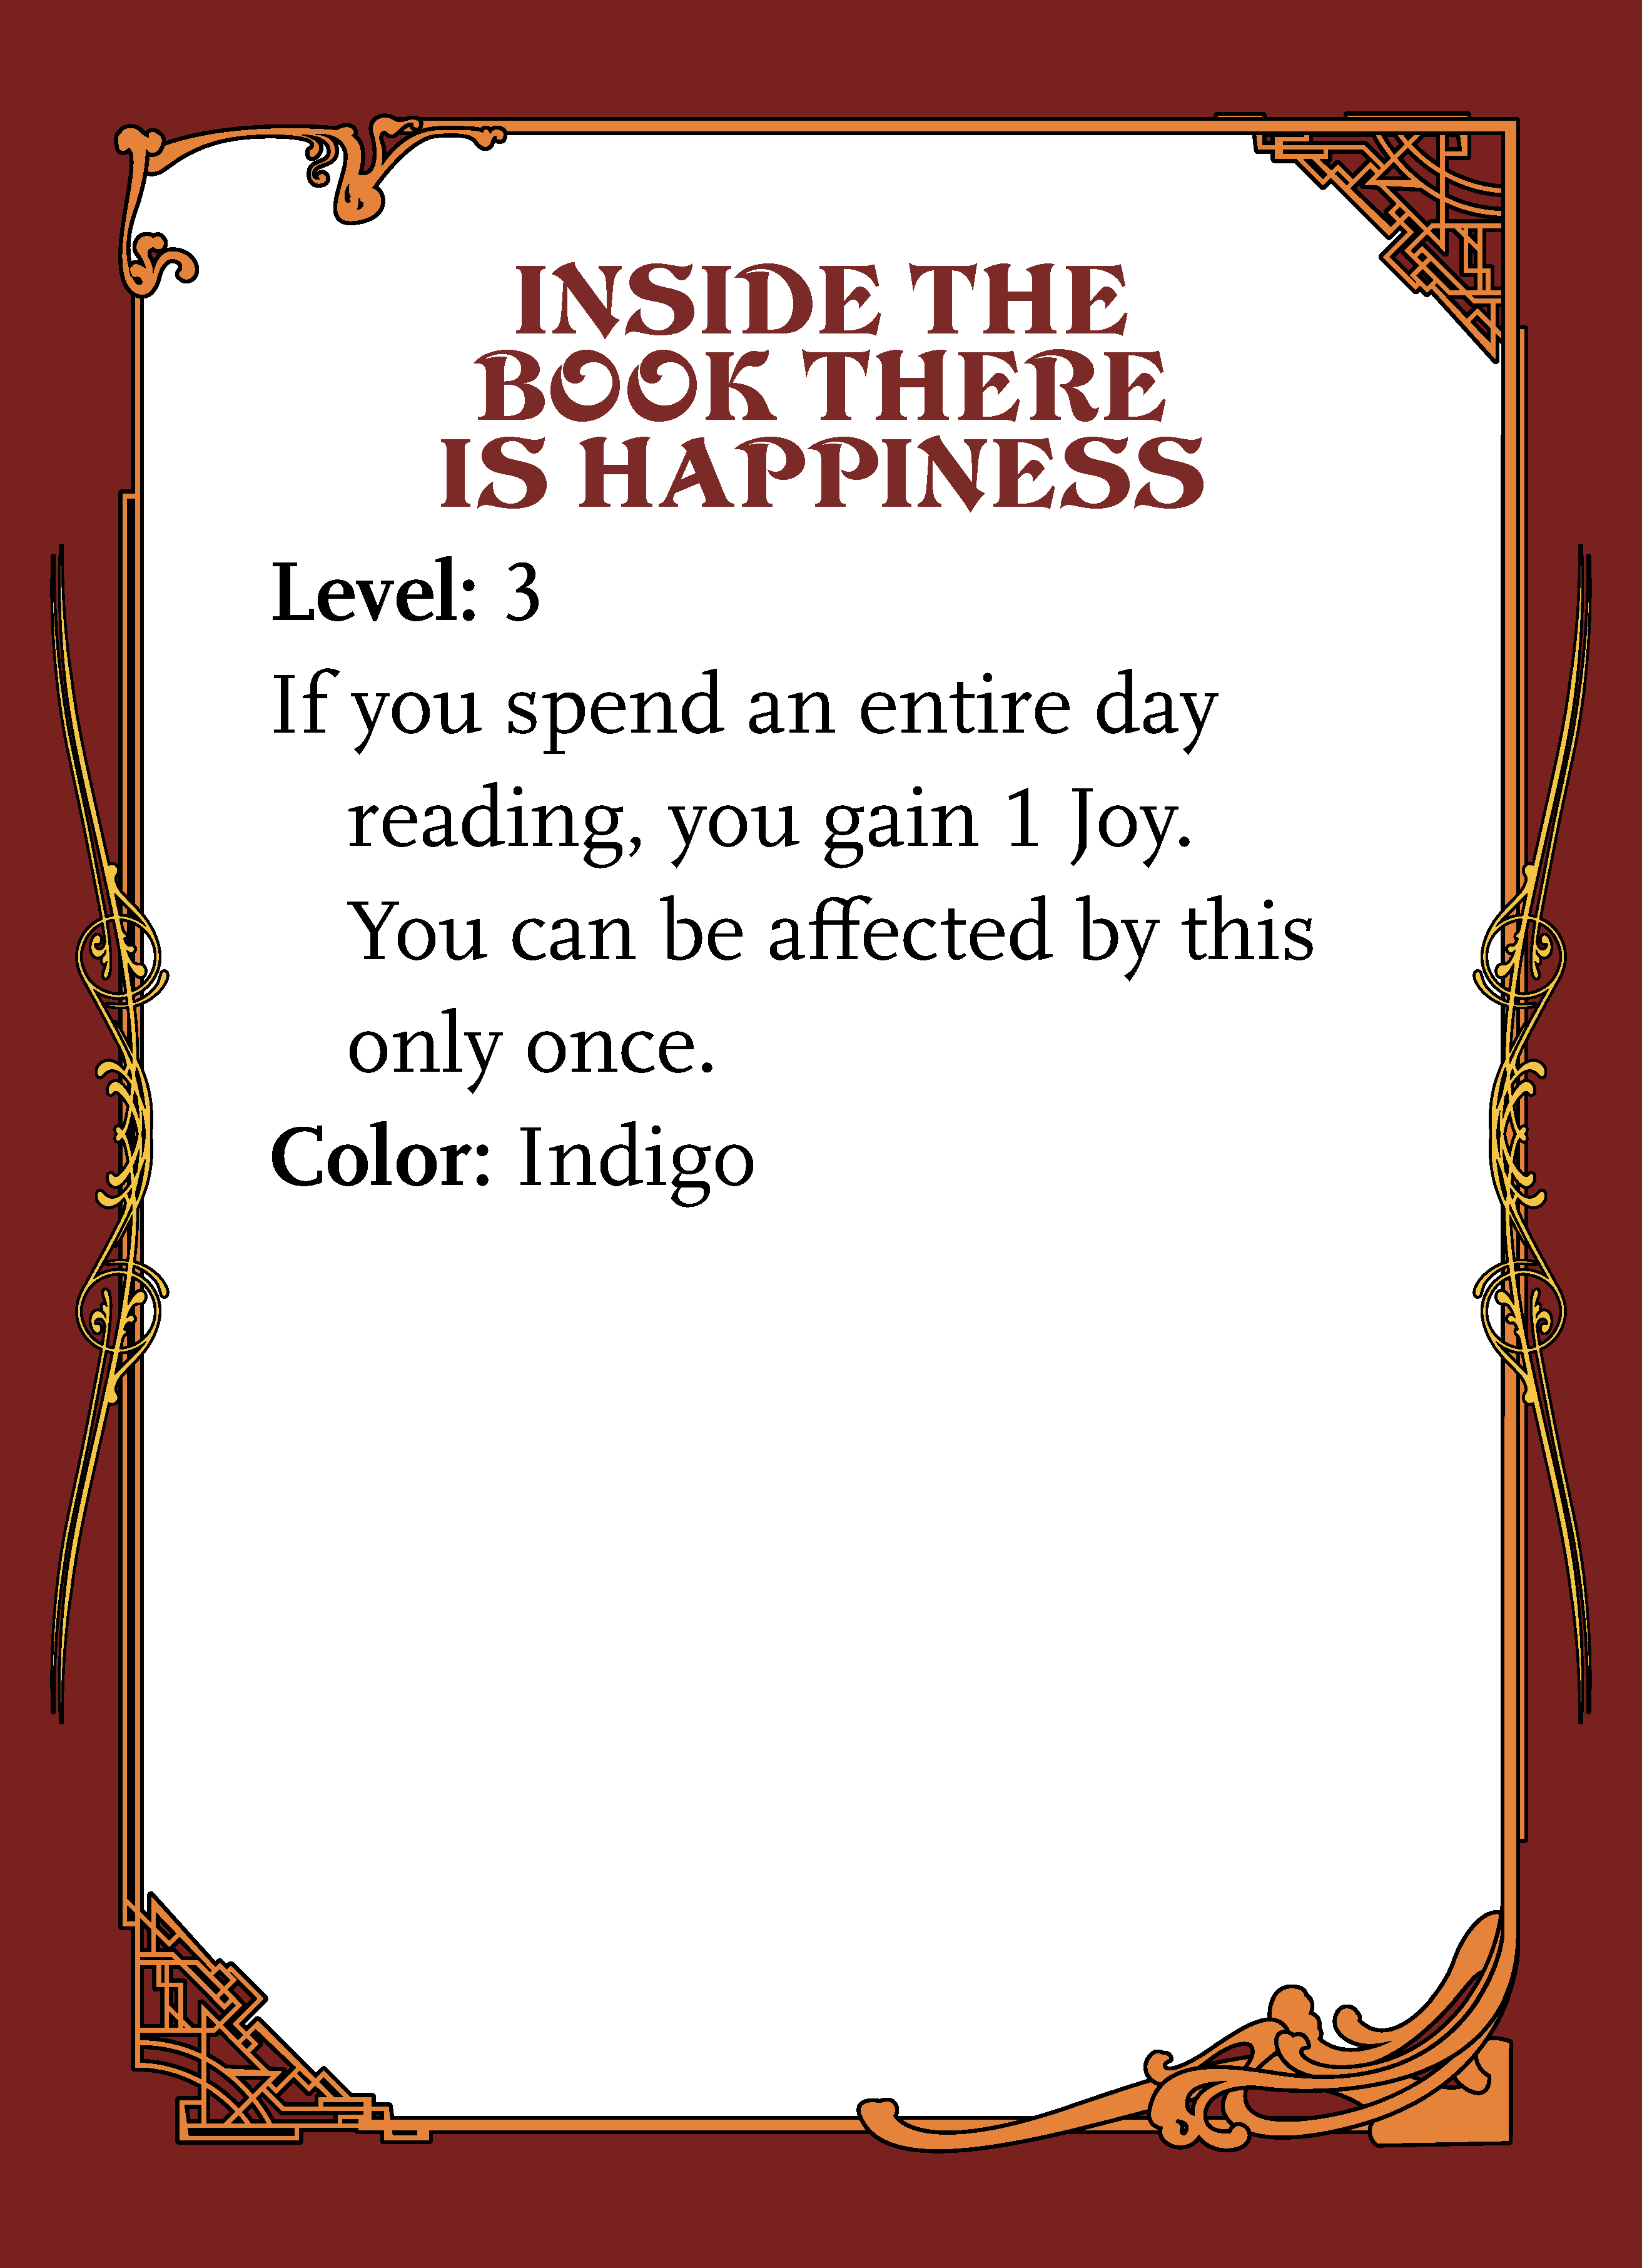 INSIDE THE
BOOK THERE
IS HAPPINESS
Level: 3
If you spend an entire day
reading, you gain 1 Joy.
You can be affected by this
only once.
Color: Indigo